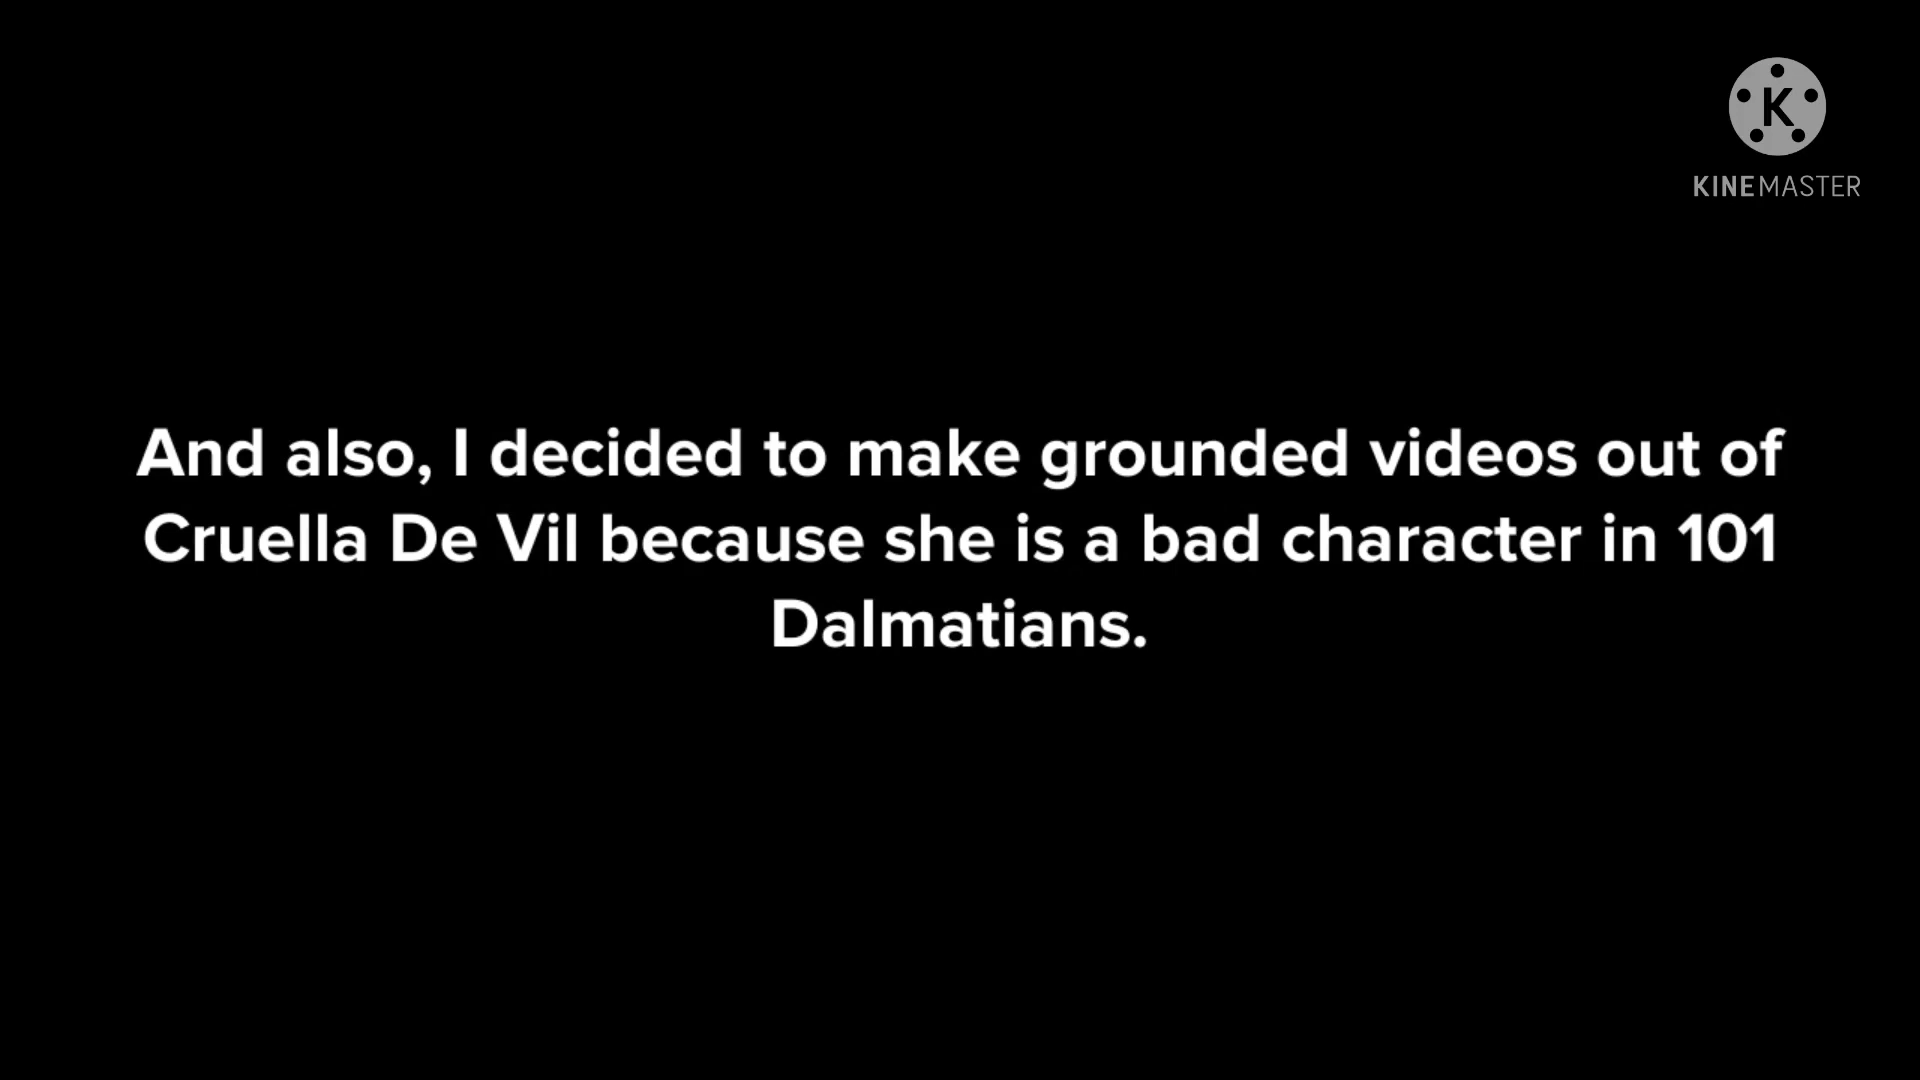 K
KINEMASTER
And also, I decided to make grounded videos out of
Cruella De Vil because she is a bad character in 101
Dalmatians.